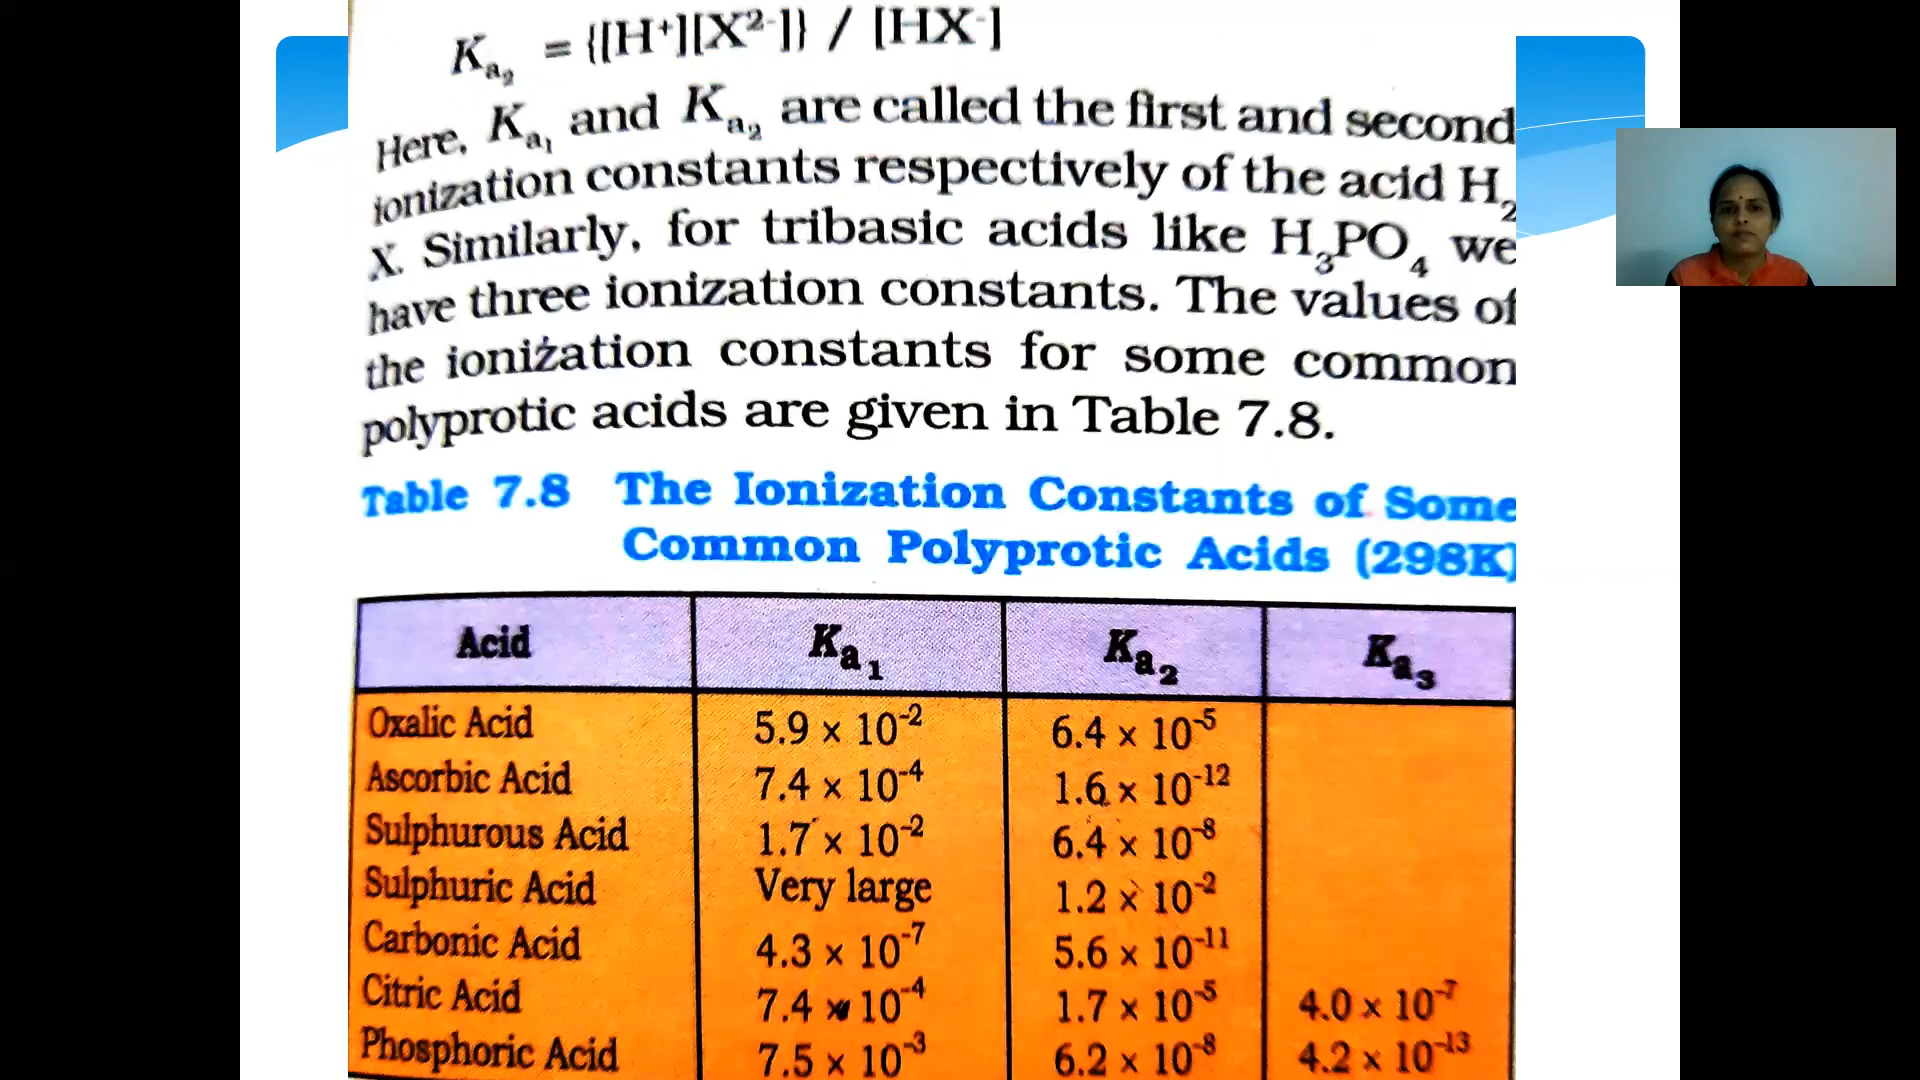 Kₐ₂ = {[H⁺][X²⁻]} / [HX⁻]
Here, Kₐ₁ and Kₐ₂ are called the first and second
ionization constants respectively of the acid H₂
X. Similarly, for tribasic acids like H₃PO₄ we
have three ionization constants. The values of
the ionization constants for some common
polyprotic acids are given in Table 7.8.
Table 7.8 The Ionization Constants of Some
Common Polyprotic Acids (298K)
Acid Kₐ₁ Kₐ₂ Kₐ₃
Oxalic Acid 5.9 × 10⁻² 6.4 × 10⁻⁵
Ascorbic Acid 7.4 × 10⁻⁴ 1.6 × 10⁻¹²
Sulphurous Acid 1.7 × 10⁻² 6.4 × 10⁻⁸
Sulphuric Acid Very large 1.2 × 10⁻²
Carbonic Acid 4.3 × 10⁻⁷ 5.6 × 10⁻¹¹
Citric Acid 7.4 × 10⁻⁴ 1.7 × 10⁻⁵ 4.0 × 10⁻⁷
Phosphoric Acid 7.5 × 10⁻³ 6.2 × 10⁻⁸ 4.2 × 10⁻¹³